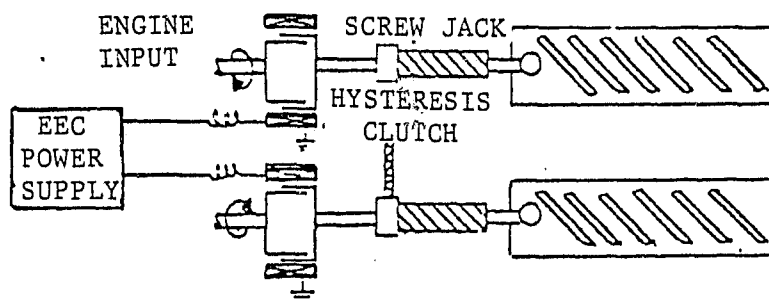 ENGINE
INPUT
SCREW JACK
HYSTERESIS
CLUTCH
EEC
POWER
SUPPLY